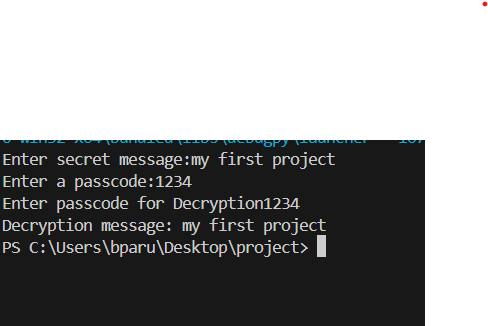 Enter secret message:my first project
Enter a passcode:1234
Enter passcode for Decryption1234
Decryption message: my first project
PS C:\Users\bparu\Desktop\project>